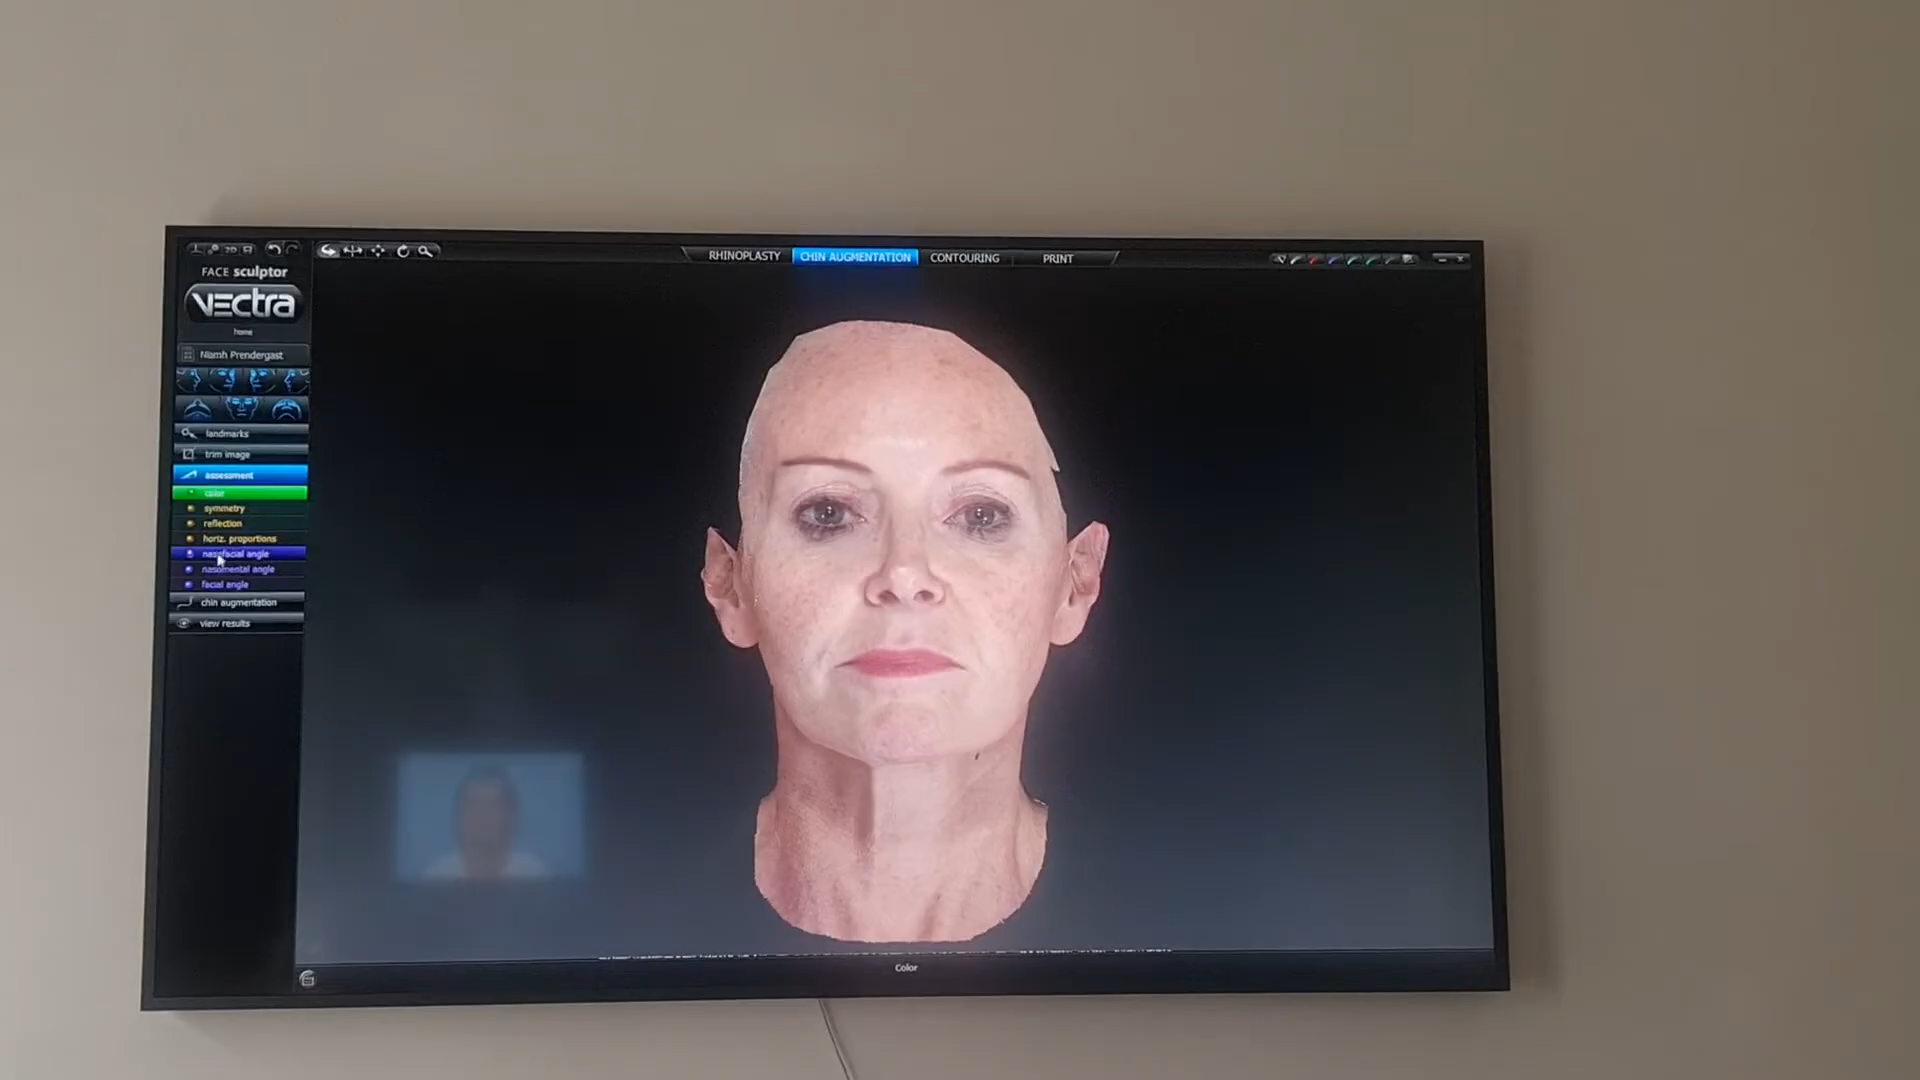 2D
FACE sculptor
VECTRA
home
Niamh Prendergast
landmarks
trim image
assessment
color
symmetry
reflection
horiz. proportions
nasofacial angle
nasomental angle
facial angle
chin augmentation
view results
RHINOPLASTY CHIN AUGMENTATION CONTOURING PRINT
Color